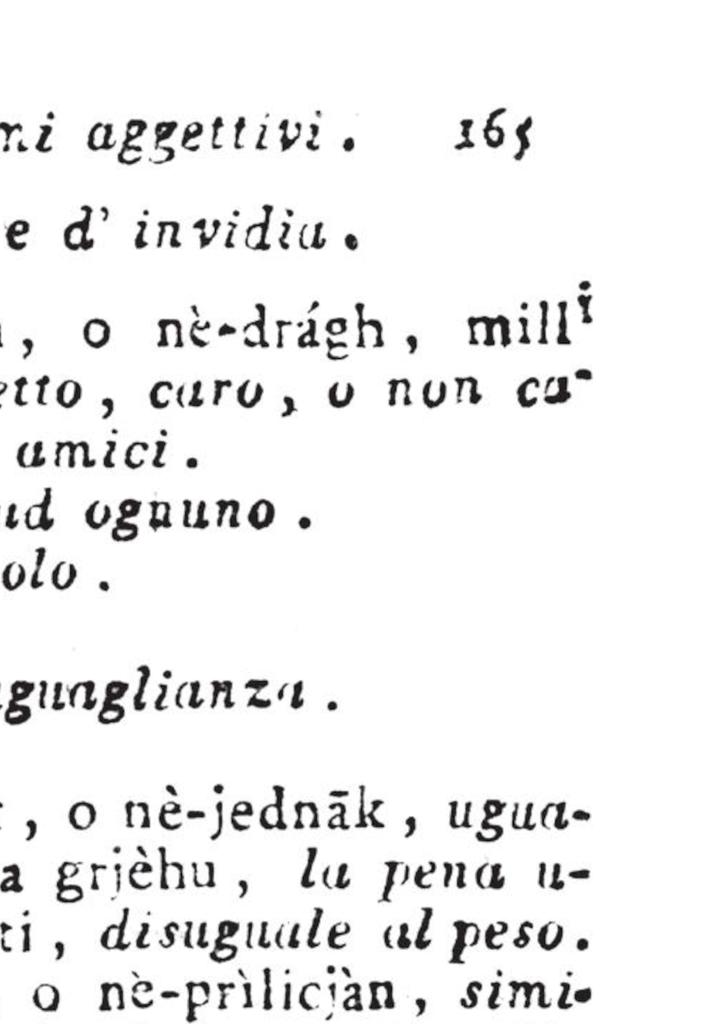 mi aggettivi. 165
e d' invidia.
, o nè-drágh, milli
etto, caro, o non ca-
amici.
ud ognuno.
olo.
guaglianza.
, o nè-jednāk, ugua-
a grjèhu, la pena u-
ti, disuguale al peso.
o nè-prìlicjàn, simi-